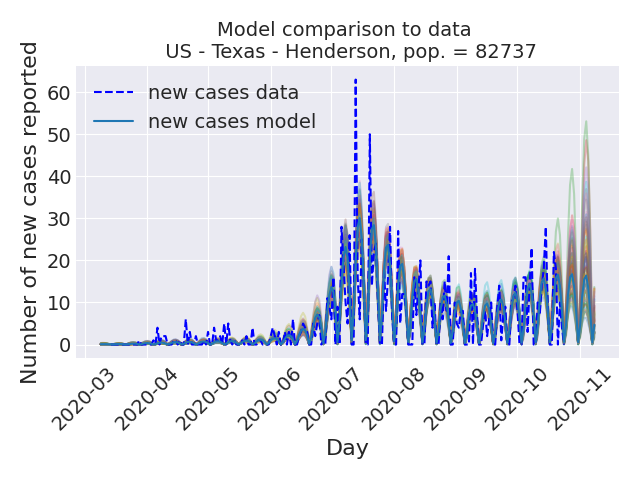 Model comparison to data
US - Texas - Henderson, pop. = 82737
Number of new cases reported
60
50
40
30
20
10
0
new cases data
new cases model
2020-03
2020-04
2020-05
2020-06
2020-07
2020-08
2020-09
2020-10
2020-11
Day